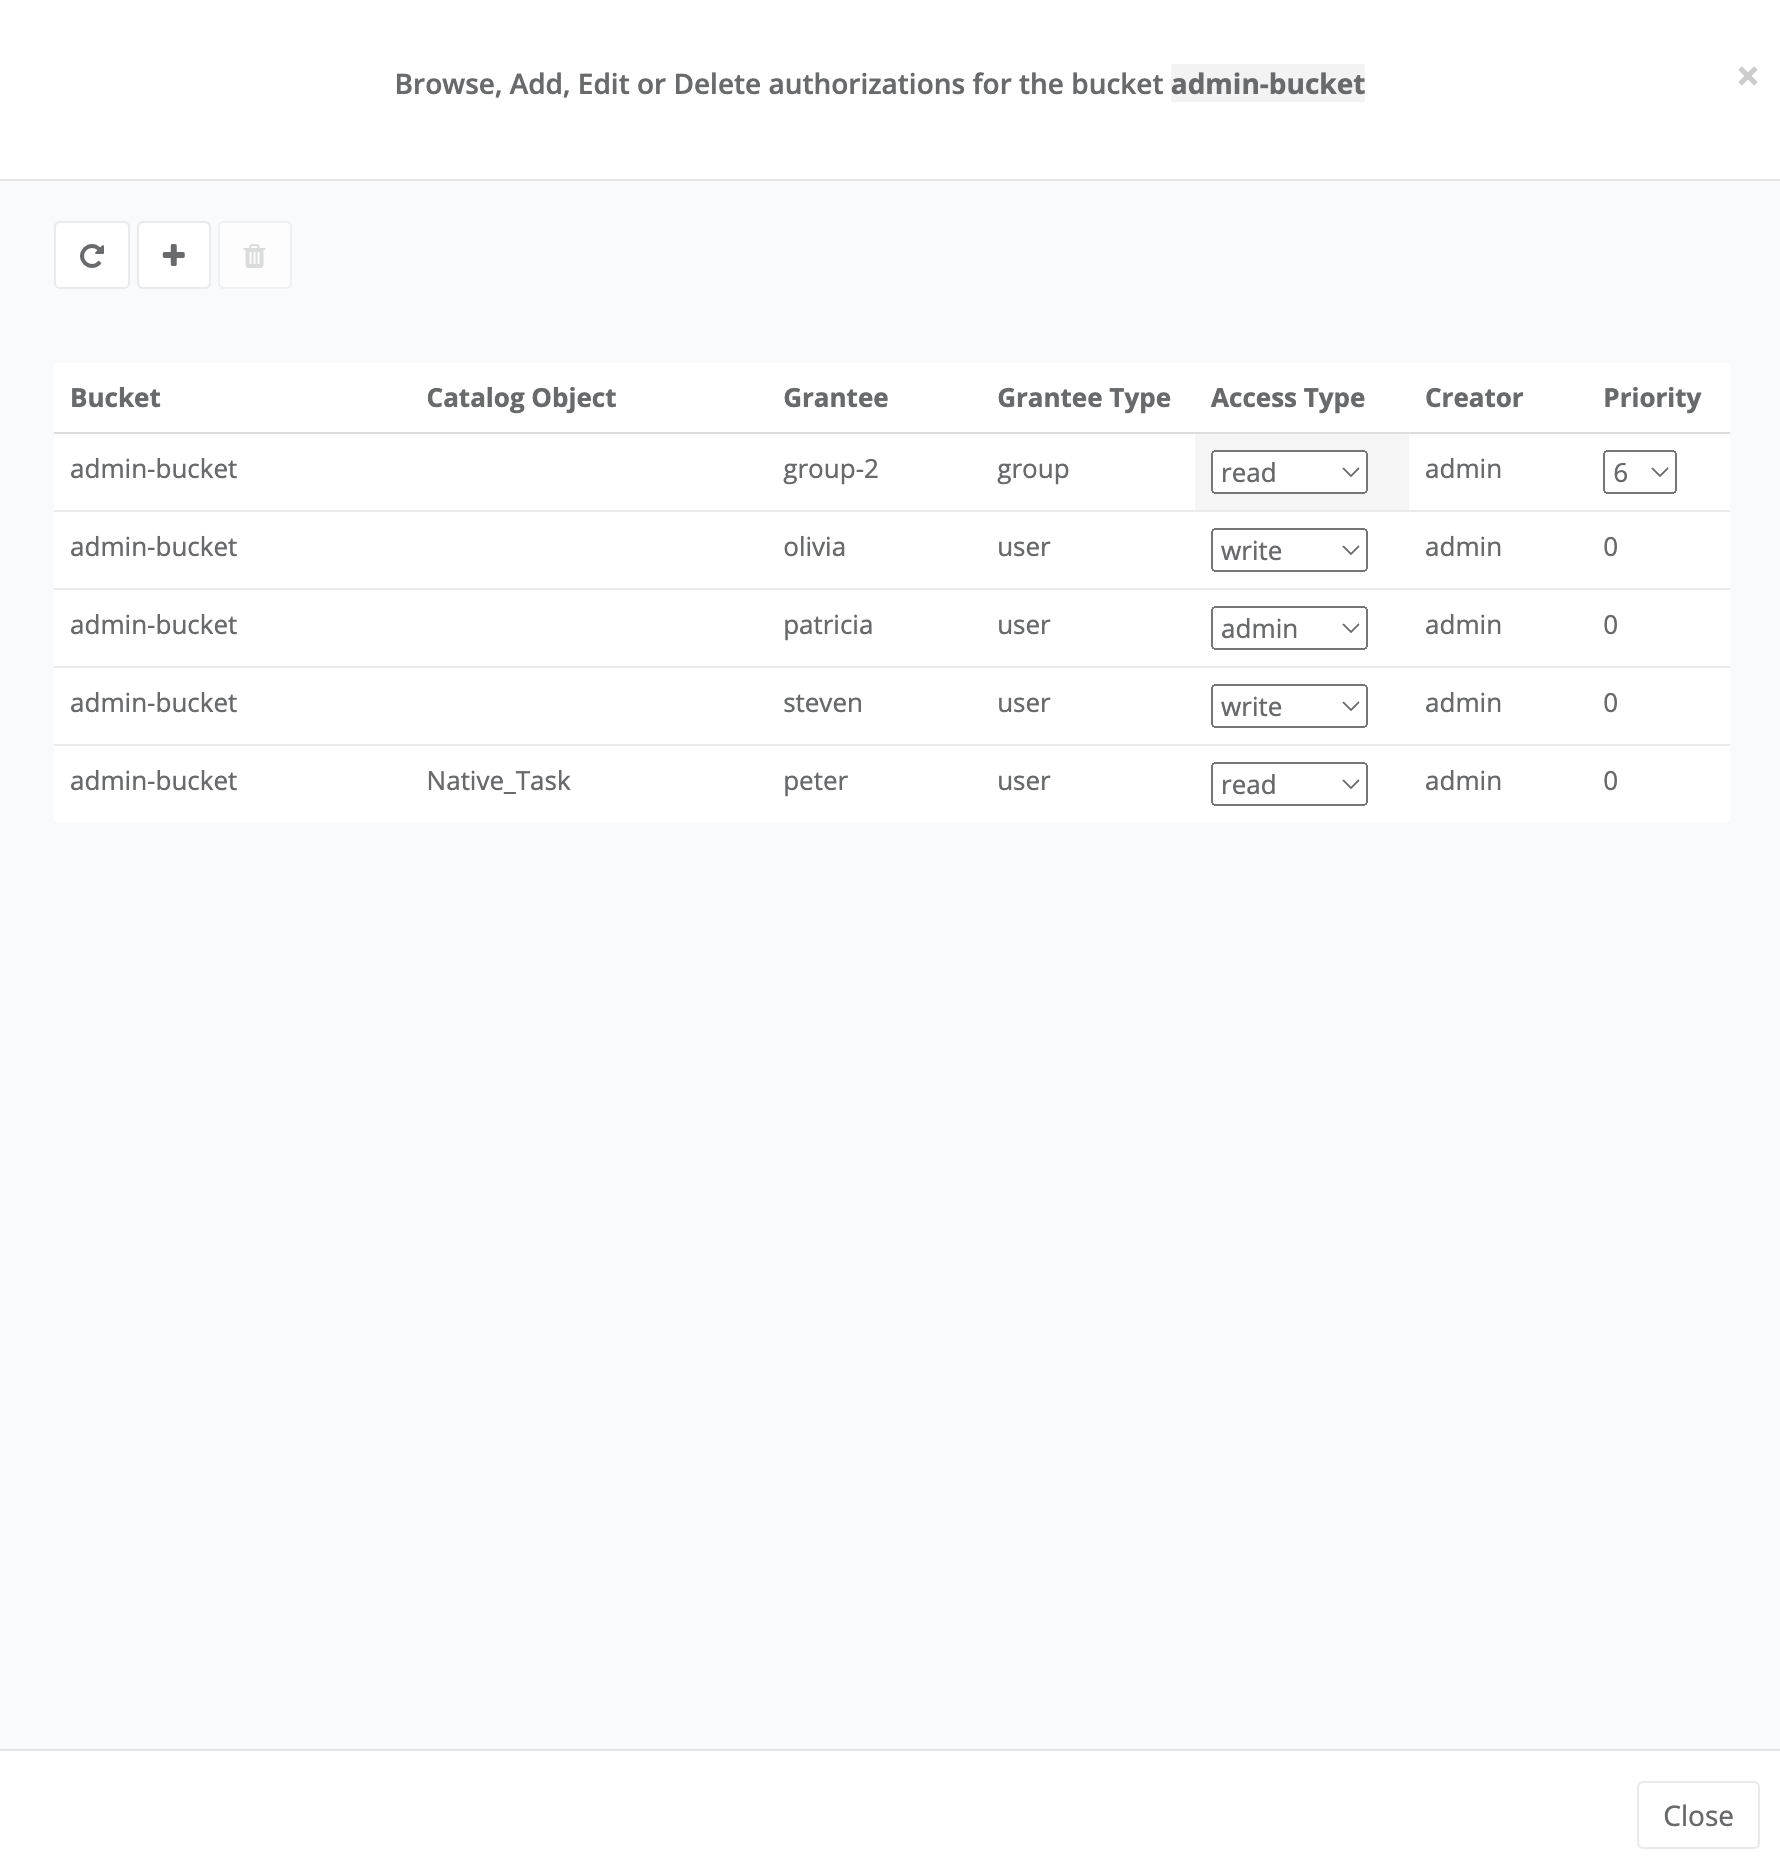 Browse, Add, Edit or Delete authorizations for the bucket admin-bucket
Bucket Catalog Object Grantee Grantee Type Access Type Creator Priority
admin-bucket group-2 group read admin 6
admin-bucket olivia user write admin 0
admin-bucket patricia user admin admin 0
admin-bucket steven user write admin 0
admin-bucket Native_Task peter user read admin 0
Close